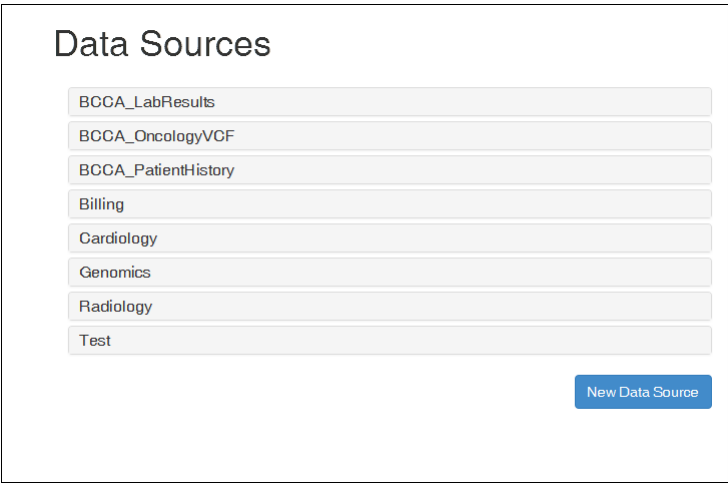 Data Sources
BCCA_LabResults
BCCA_OncologyVCF
BCCA_PatientHistory
Billing
Cardiology
Genomics
Radiology
Test
New Data Source